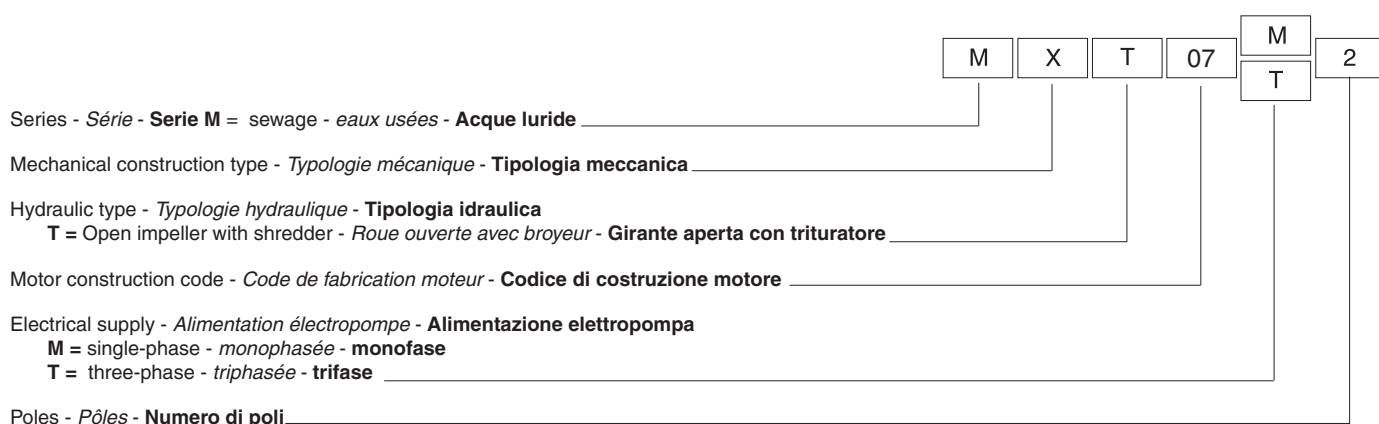 M X T 07 M 2
T
Series - Série - Serie M = sewage - eaux usées - Acque luride
Mechanical construction type - Typologie mécanique - Tipologia meccanica
Hydraulic type - Typologie hydraulique - Tipologia idraulica
T = Open impeller with shredder - Roue ouverte avec broyeur - Girante aperta con trituratore
Motor construction code - Code de fabrication moteur - Codice di costruzione motore
Electrical supply - Alimentation électropompe - Alimentazione elettropompa
M = single-phase - monophasée - monofase
T = three-phase - triphasée - trifase
Poles - Pôles - Numero di poli